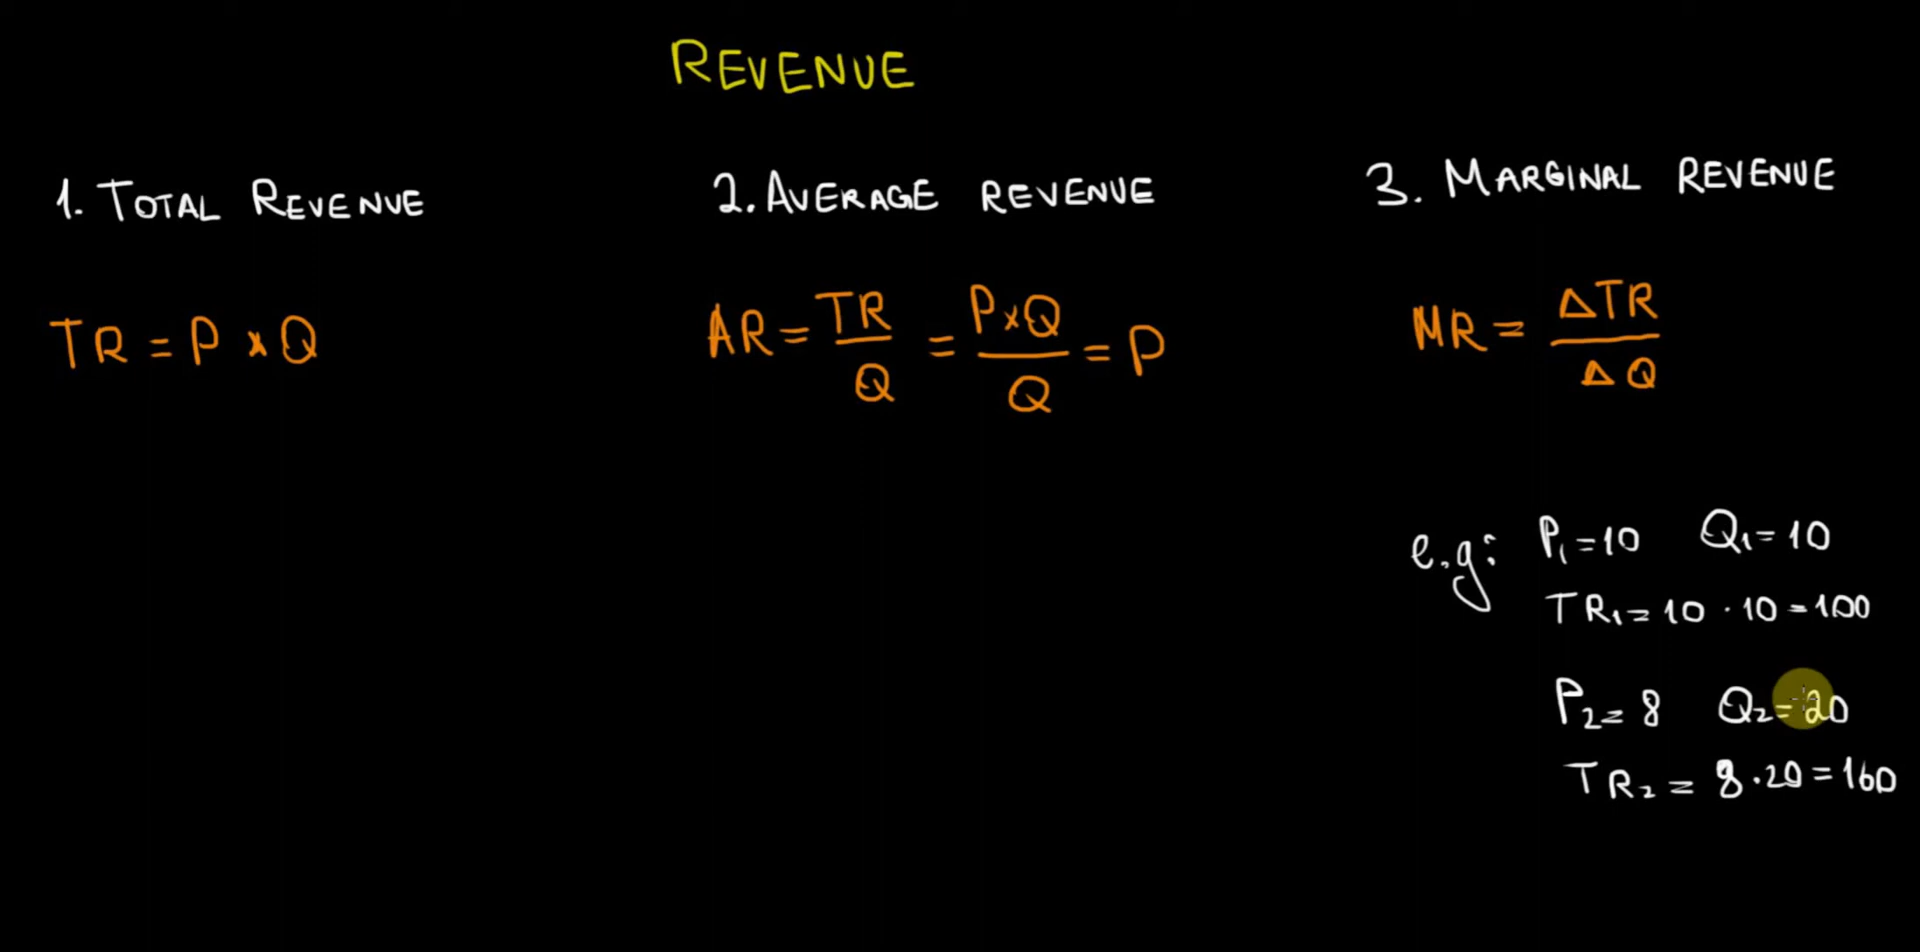 REVENUE
1. TOTAL REVENUE
TR = P × Q
2. AVERAGE REVENUE
AR = TR/Q = P×Q/Q = P
3. MARGINAL REVENUE
MR = ΔTR/ΔQ
e.g: P₁=10 Q₁=10
TR₁= 10 · 10 = 100
P₂= 8 Q₂= 20
TR₂ = 8 · 20 = 160